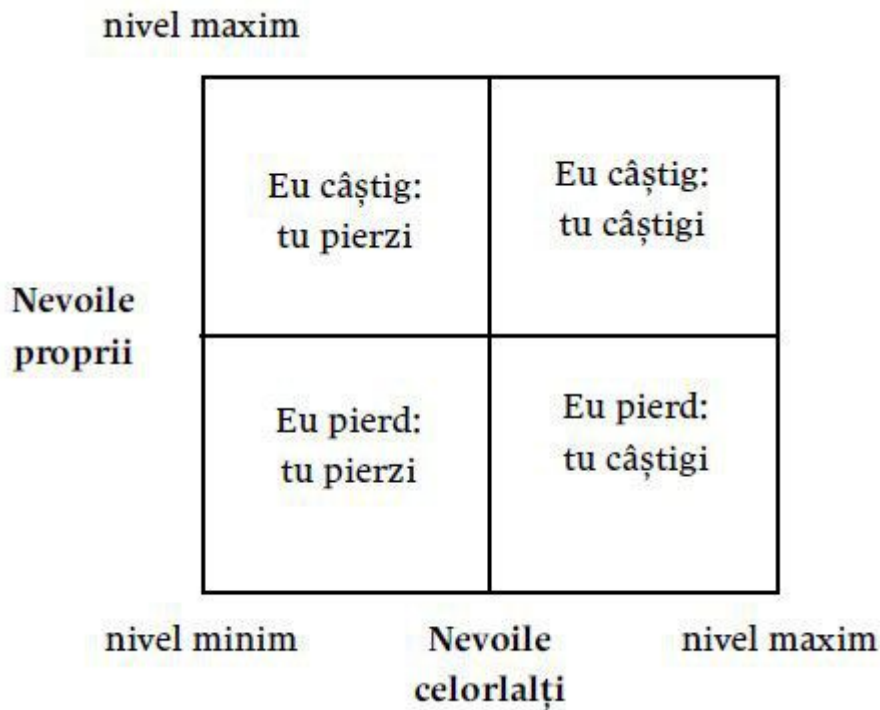 nivel maxim
Eu câștig:
tu pierzi
Eu câștig:
tu câștigi
Nevoile
proprii
Eu pierd:
tu pierzi
Eu pierd:
tu câștigi
nivel minim
Nevoile
celorlalți
nivel maxim